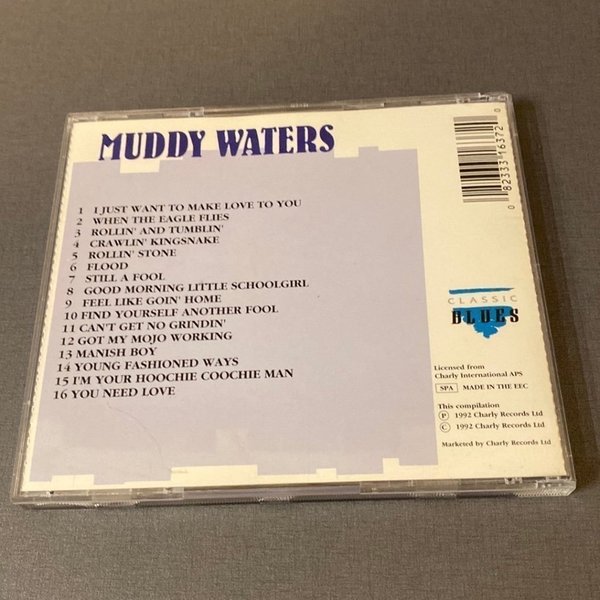 MUDDY WATERS
1 I JUST WANT TO MAKE LOVE TO YOU
2 WHEN THE EAGLE FLIES
3 ROLLIN' AND TUMBLIN'
4 CRAWLIN' KINGSNAKE
5 ROLLIN' STONE
6 FLOOD
7 STILL A FOOL
8 GOOD MORNING LITTLE SCHOOLGIRL
9 FEEL LIKE GOIN' HOME
10 FIND YOURSELF ANOTHER FOOL
11 CAN'T GET NO GRINDIN'
12 GOT MY MOJO WORKING
13 MANISH BOY
14 YOUNG FASHIONED WAYS
15 I'M YOUR HOOCHIE COOCHIE MAN
16 YOU NEED LOVE
0 82333 16372 0
CLASSIC
BLUES
Licensed from
Charly International APS
SPA MADE IN THE EEC
This compilation
Ⓟ 1992 Charly Records Ltd
© 1992 Charly Records Ltd
Marketed by Charly Records Ltd